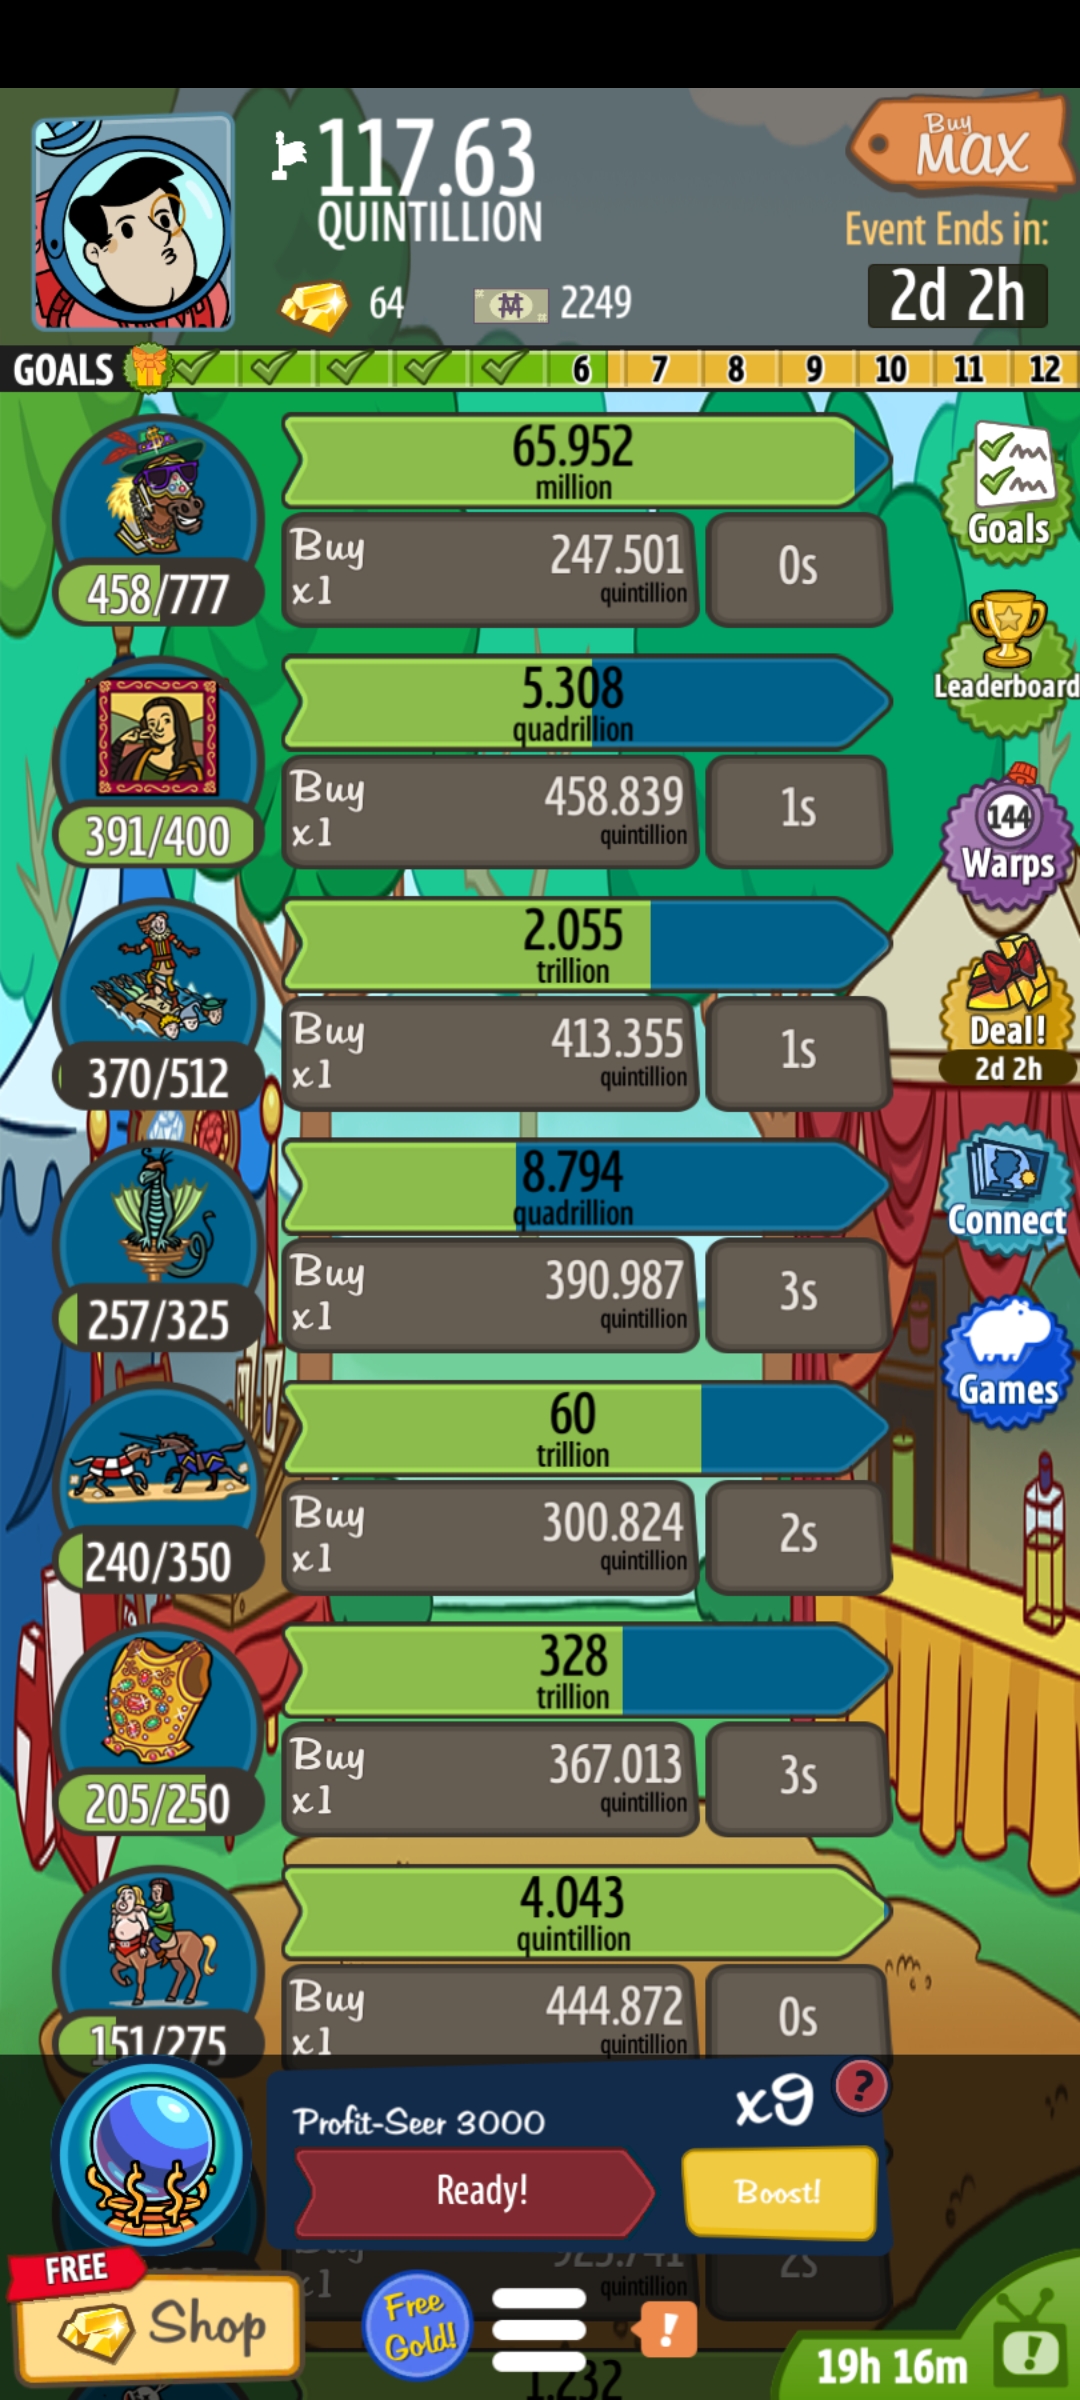 117.63
QUINTILLION
Buy
MAX
Event Ends in:
64
2249
2d 2h
GOALS
6
7
8
9
10
11
12
65.952
million
Buy
x1
247.501
quintillion
0s
458/777
Goals
5.308
quadrillion
Buy
x1
458.839
quintillion
1s
391/400
Leaderboard
144
Warps
2.055
trillion
Buy
x1
413.355
quintillion
1s
370/512
Deal!
2d 2h
8.794
quadrillion
Buy
x1
390.987
quintillion
3s
257/325
Connect
Games
60
trillion
Buy
x1
300.824
quintillion
2s
240/350
328
trillion
Buy
x1
367.013
quintillion
3s
205/250
4.043
quintillion
Buy
x1
444.872
quintillion
0s
151/275
Profit-Seer 3000
x9
?
Ready!
Boost!
Buy
x1
923.741
quintillion
2s
FREE
Shop
Free
Gold!
!
1.232
19h 16m
!